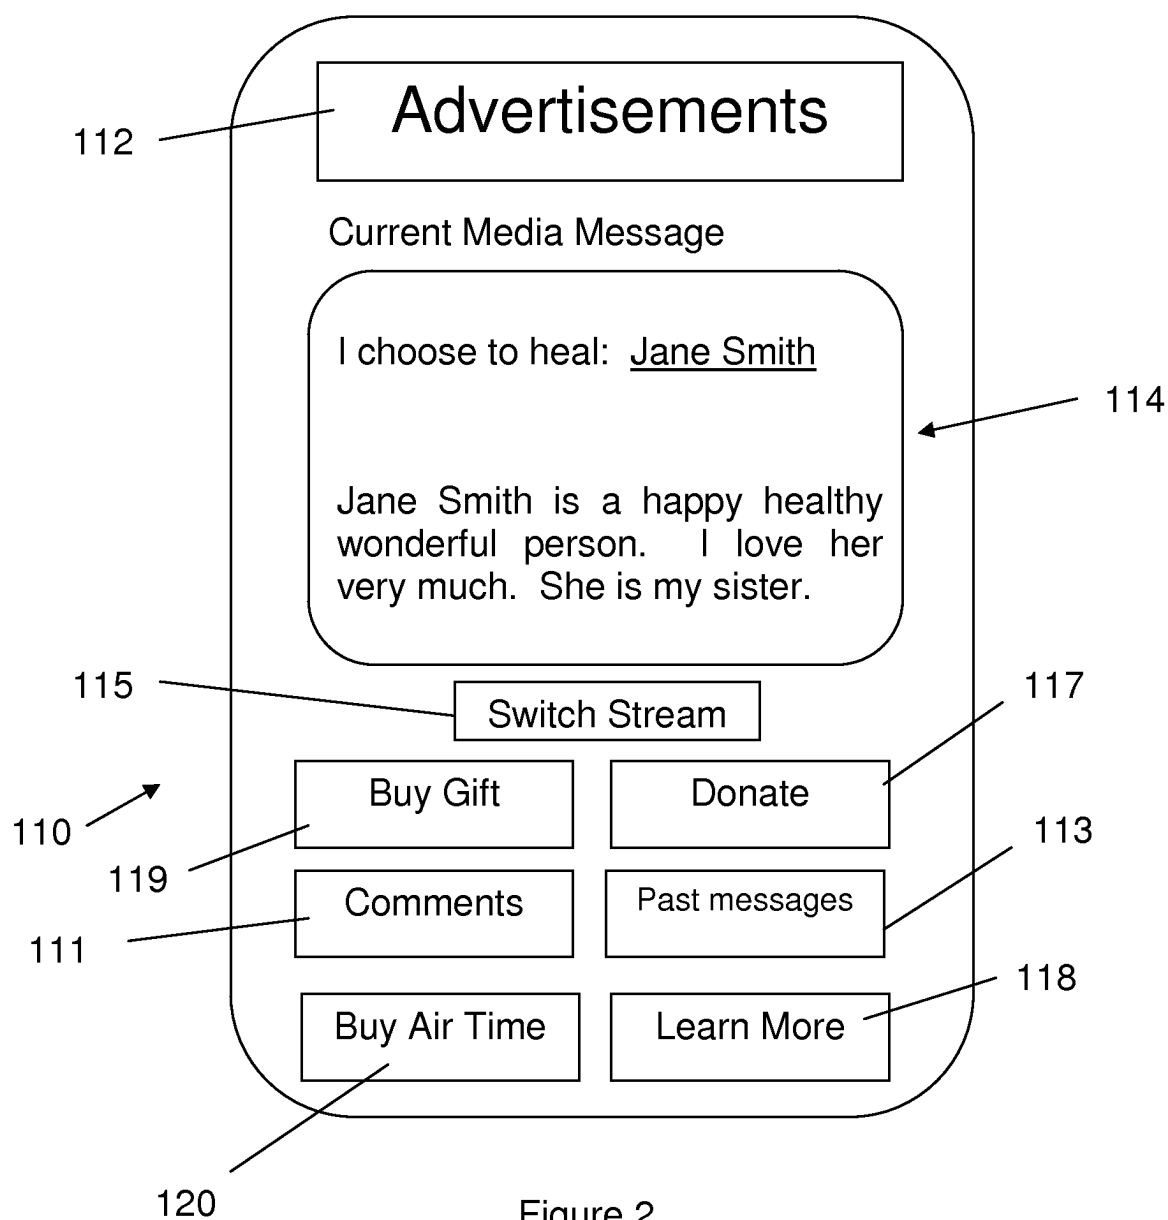 Advertisements
112
Current Media Message
I choose to heal: Jane Smith
114
Jane Smith is a happy healthy
wonderful person. I love her
very much. She is my sister.
115
117
Switch Stream
Buy Gift
Donate
110
113
119
Comments
Past messages
111
118
Buy Air Time
Learn More
120
Figure 2